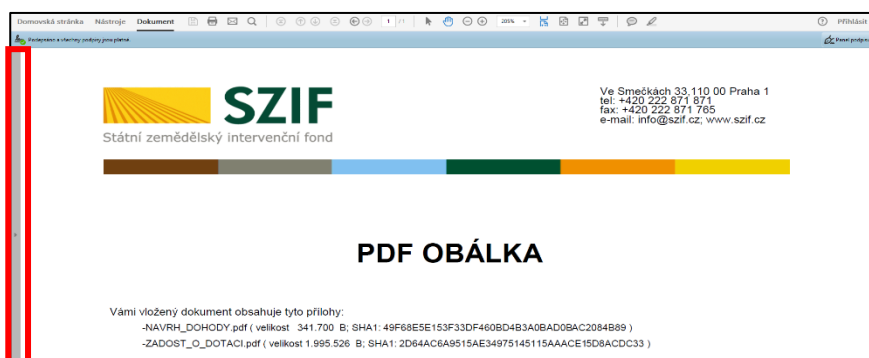 Domovská stránka Nástroje Dokument 1 / 1 205% Přihlásit
Podepsáno a všechny podpisy jsou platné. Panel podpisu
SZIF
Státní zemědělský intervenční fond
Ve Smečkách 33,110 00 Praha 1
tel: +420 222 871 871
fax: +420 222 871 765
e-mail: info@szif.cz; www.szif.cz
PDF OBÁLKA
Vámi vložený dokument obsahuje tyto přílohy:
-NAVRH_DOHODY.pdf ( velikost 341.700 B; SHA1: 49F68E5E153F33DF460BD4B3A0BAD0BAC2084B89 )
-ZADOST_O_DOTACI.pdf ( velikost 1.995.526 B; SHA1: 2D64AC6A9515AE34975145115AAACE15D8ACDC33 )